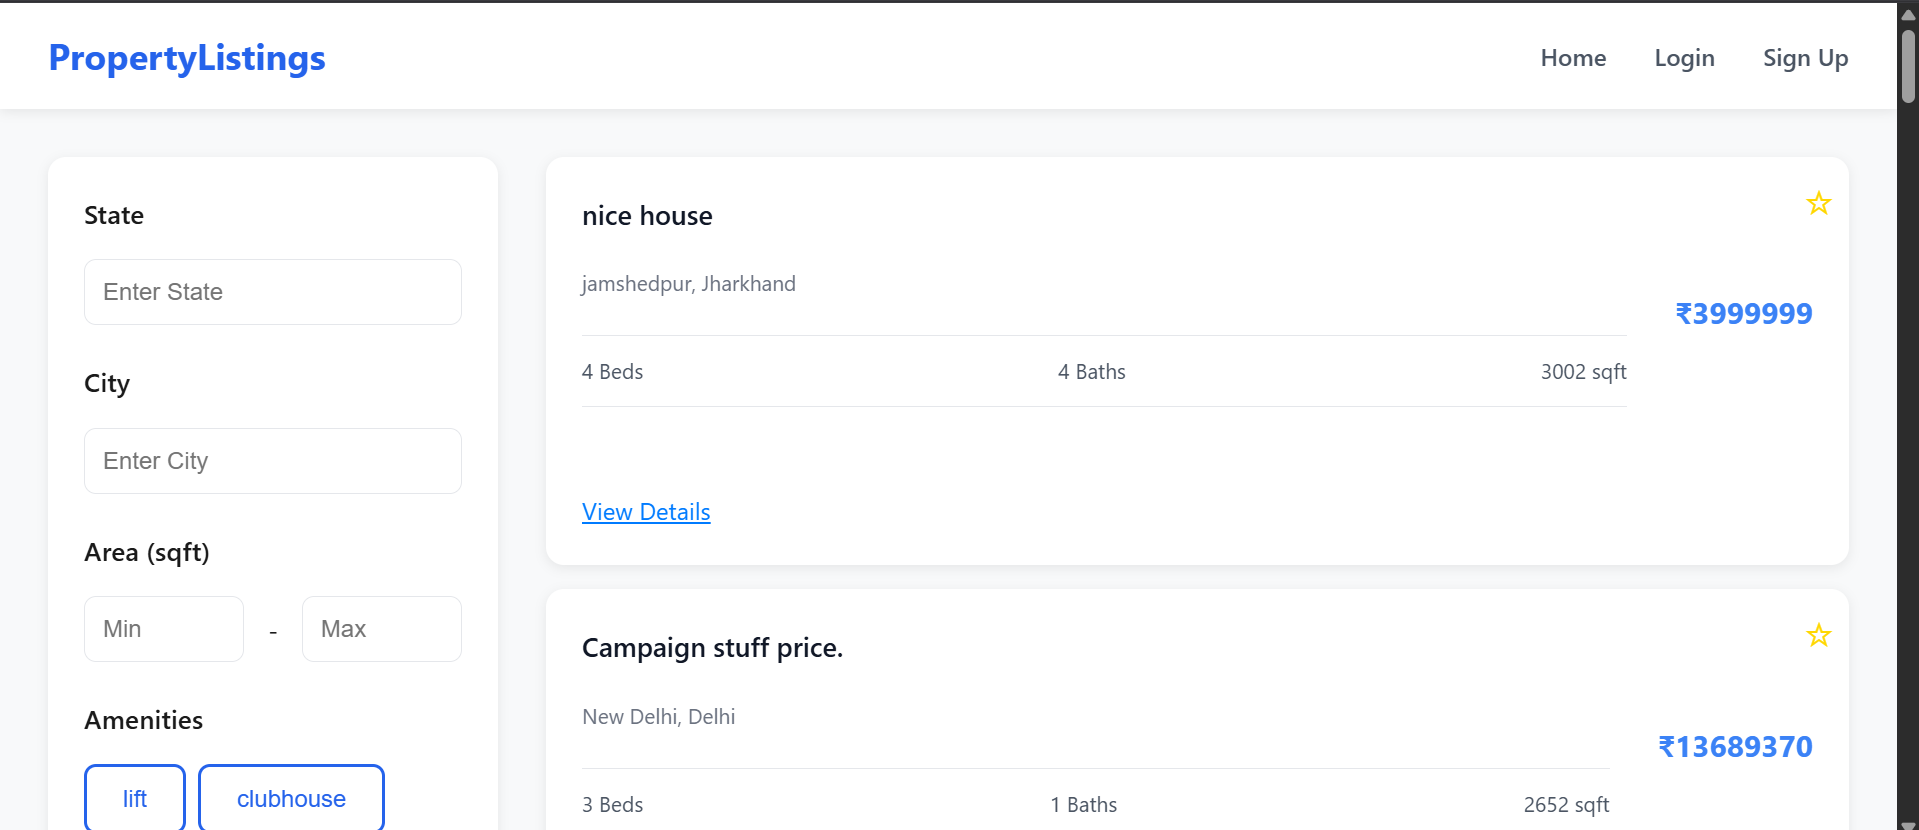 PropertyListings
Home Login Sign Up
State
Enter State
City
Enter City
Area (sqft)
Min - Max
Amenities
lift clubhouse
nice house
jamshedpur, Jharkhand
₹3999999
4 Beds 4 Baths 3002 sqft
View Details
Campaign stuff price.
New Delhi, Delhi
₹13689370
3 Beds 1 Baths 2652 sqft